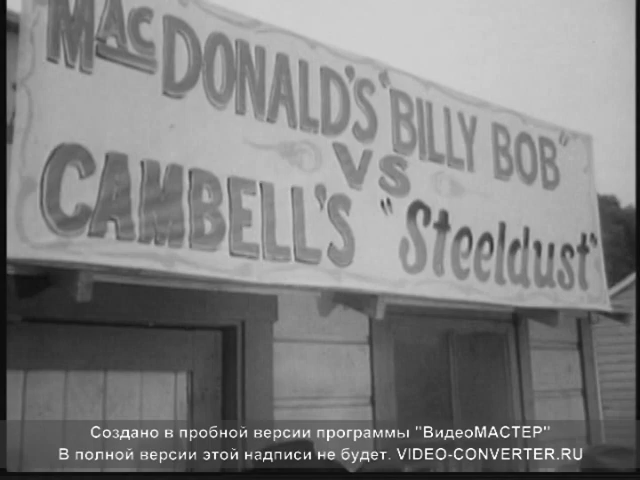 MacDONALD'S "BILLY BOB"
VS
CAMBELL'S "Steeldust"
Создано в пробной версии программы "ВидеоМАСТЕР"
В полной версии этой надписи не будет. VIDEO-CONVERTER.RU